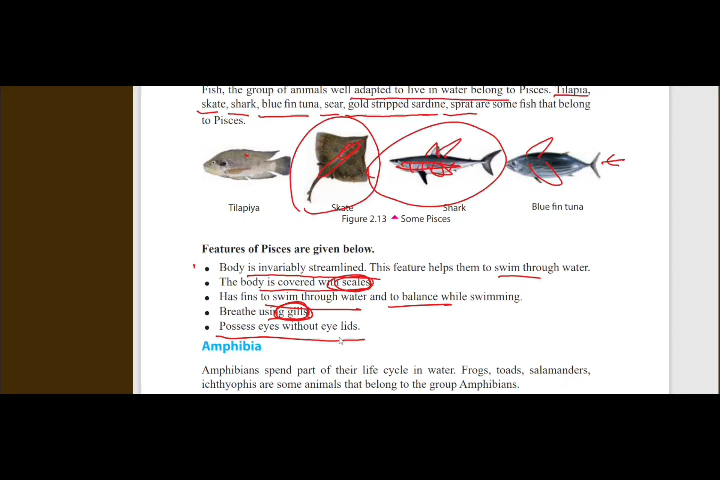 Fish, the group of animals well adapted to live in water belong to Pisces. Tilapia,
skate, shark, blue fin tuna, sear, gold stripped sardine, sprat are some fish that belong
to Pisces.
Tilapiya
Skate
Shark
Blue fin tuna
Figure 2.13 ▲ Some Pisces
Features of Pisces are given below.
• Body is invariably streamlined. This feature helps them to swim through water.
• The body is covered with scales
• Has fins to swim through water and to balance while swimming.
• Breathe using gills.
• Possess eyes without eye lids.
Amphibia
Amphibians spend part of their life cycle in water. Frogs, toads, salamanders,
ichthyophis are some animals that belong to the group Amphibians.